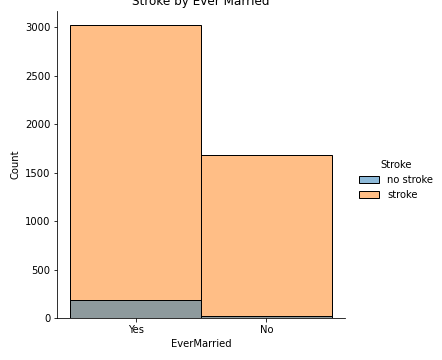 Stroke by Ever Married
3000
2500
2000
1500
1000
500
0
Count
Yes
No
EverMarried
Stroke
no stroke
stroke